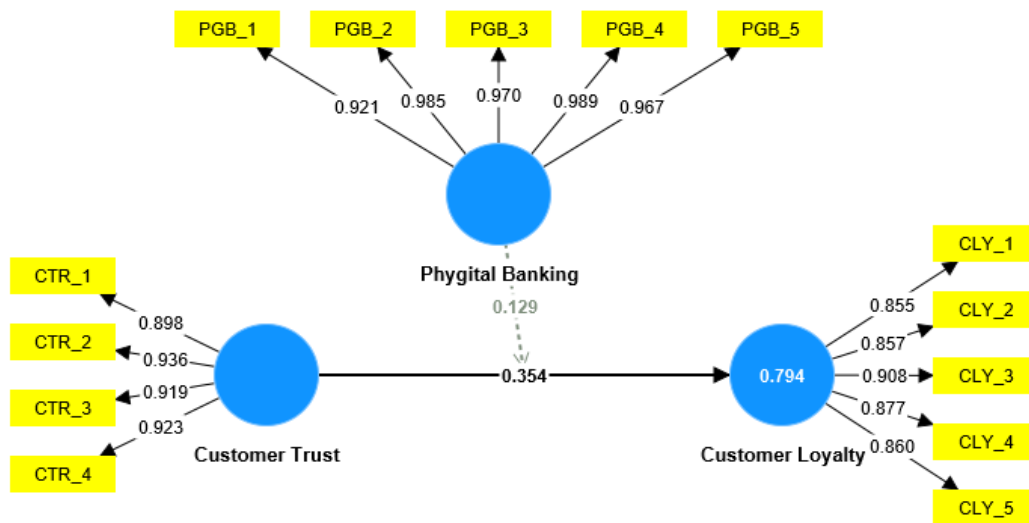 PGB_1
PGB_2
PGB_3
PGB_4
PGB_5
0.921
0.985
0.970
0.989
0.967
Phygital Banking
0.129
CTR_1
CTR_2
CTR_3
CTR_4
0.898
0.936
0.919
0.923
Customer Trust
0.354
0.794
Customer Loyalty
0.855
0.857
0.908
0.877
0.860
CLY_1
CLY_2
CLY_3
CLY_4
CLY_5